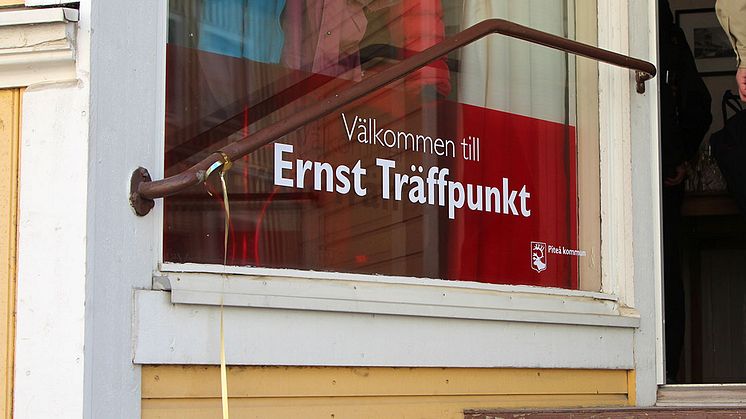 Välkommen till
Ernst Träffpunkt
Piteå kommun